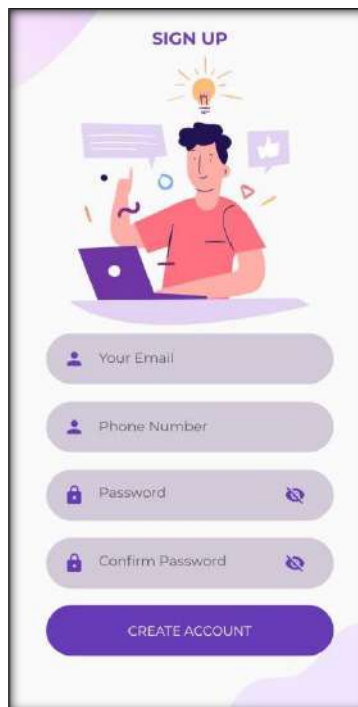 SIGN UP
Your Email
Phone Number
Password
Confirm Password
CREATE ACCOUNT